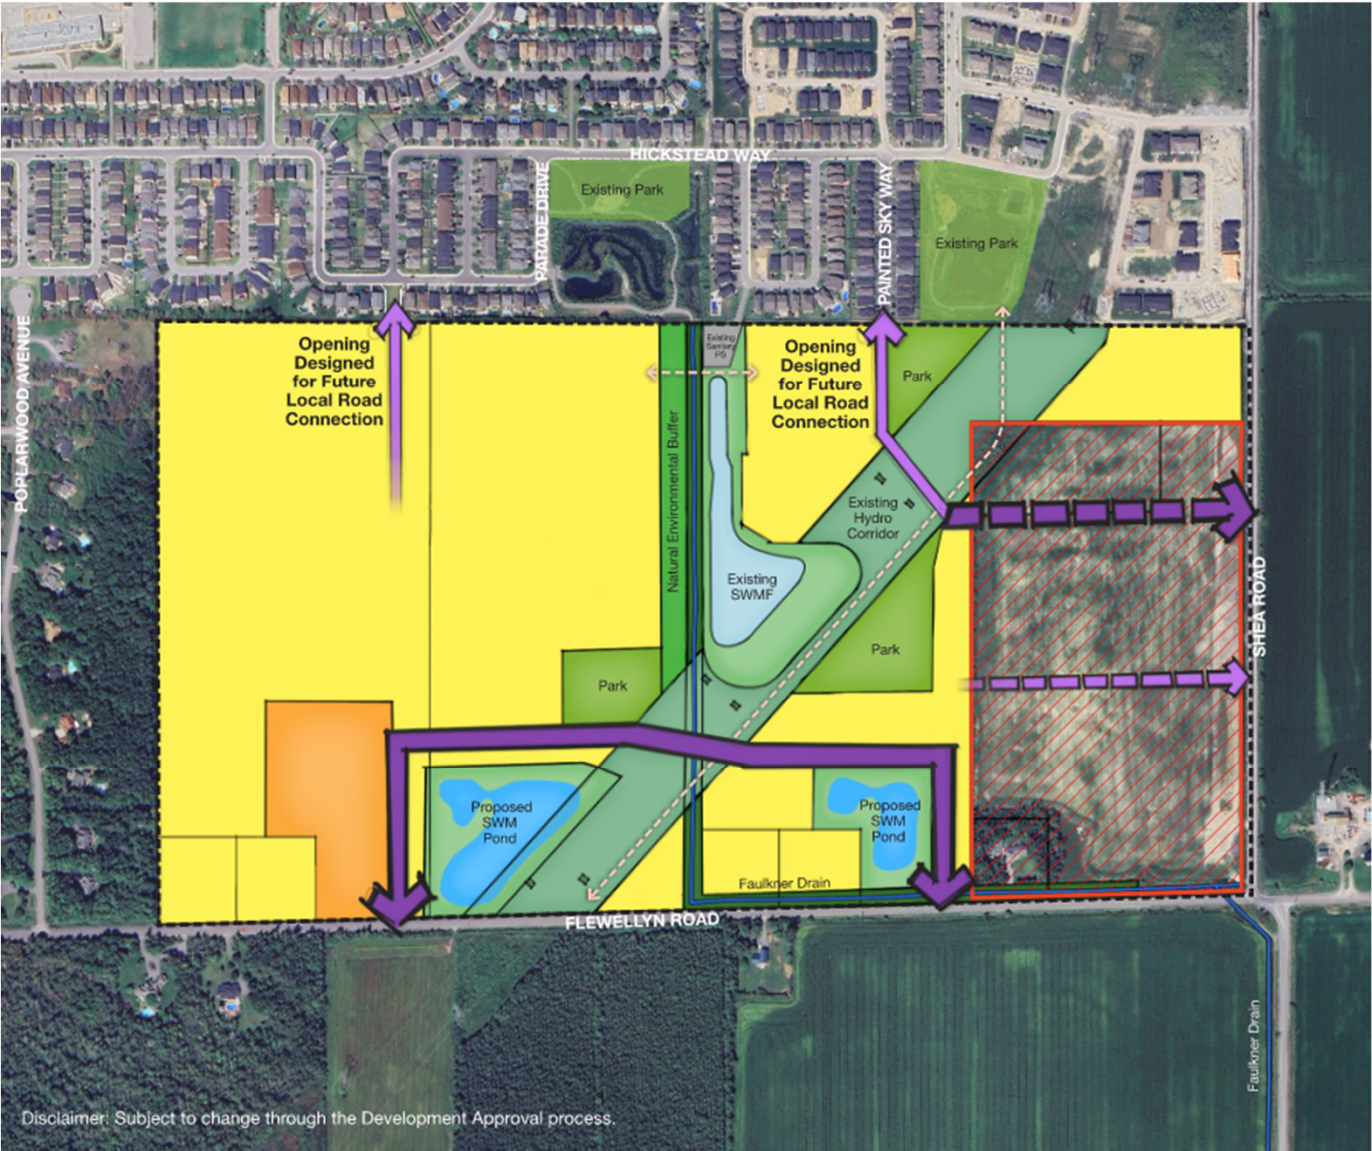 HICKSTEAD WAY
Existing Park
PARADE DRIVE
PAINTED SKY WAY
Existing Park
POPLARWOOD AVENUE
Opening
Designed
for Future
Local Road
Connection
Existing
Sanitary
PS
Opening
Designed
for Future
Local Road
Connection
Park
Natural Environmental Buffer
Existing
Hydro
Corridor
Existing
SWMF
SHEA ROAD
Park
Park
Proposed
SWM
Pond
Proposed
SWM
Pond
Faulkner Drain
FLEWELLYN ROAD
Faulkner Drain
Disclaimer: Subject to change through the Development Approval process.